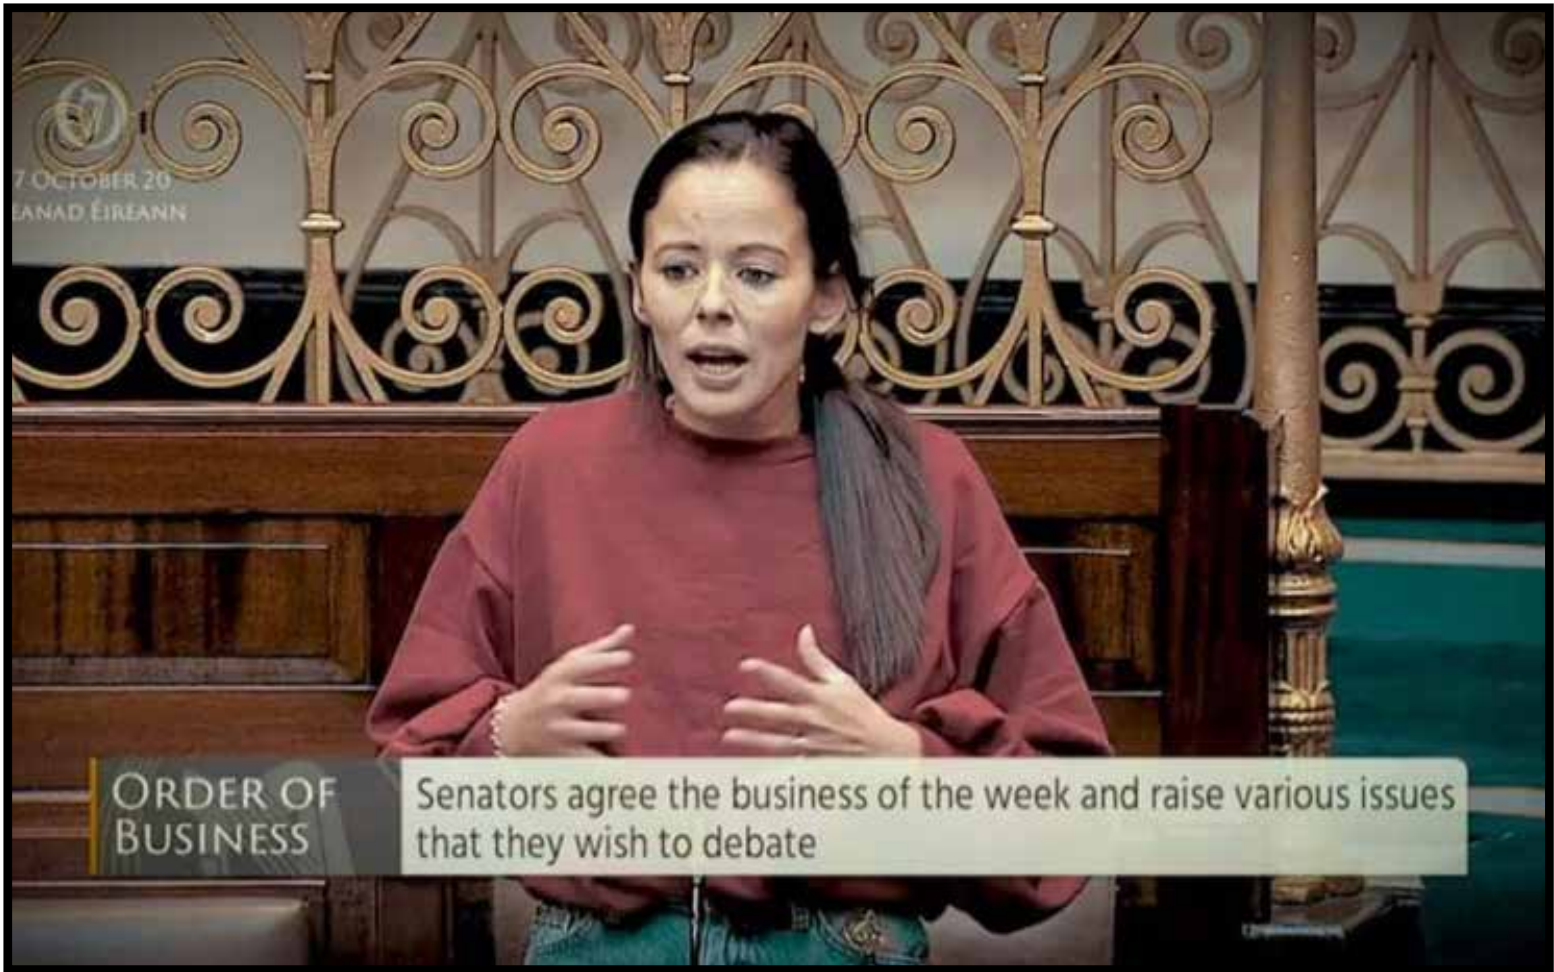 7 OCTOBER 20
EANAD ÉIREANN
ORDER OF
BUSINESS
Senators agree the business of the week and raise various issues
that they wish to debate